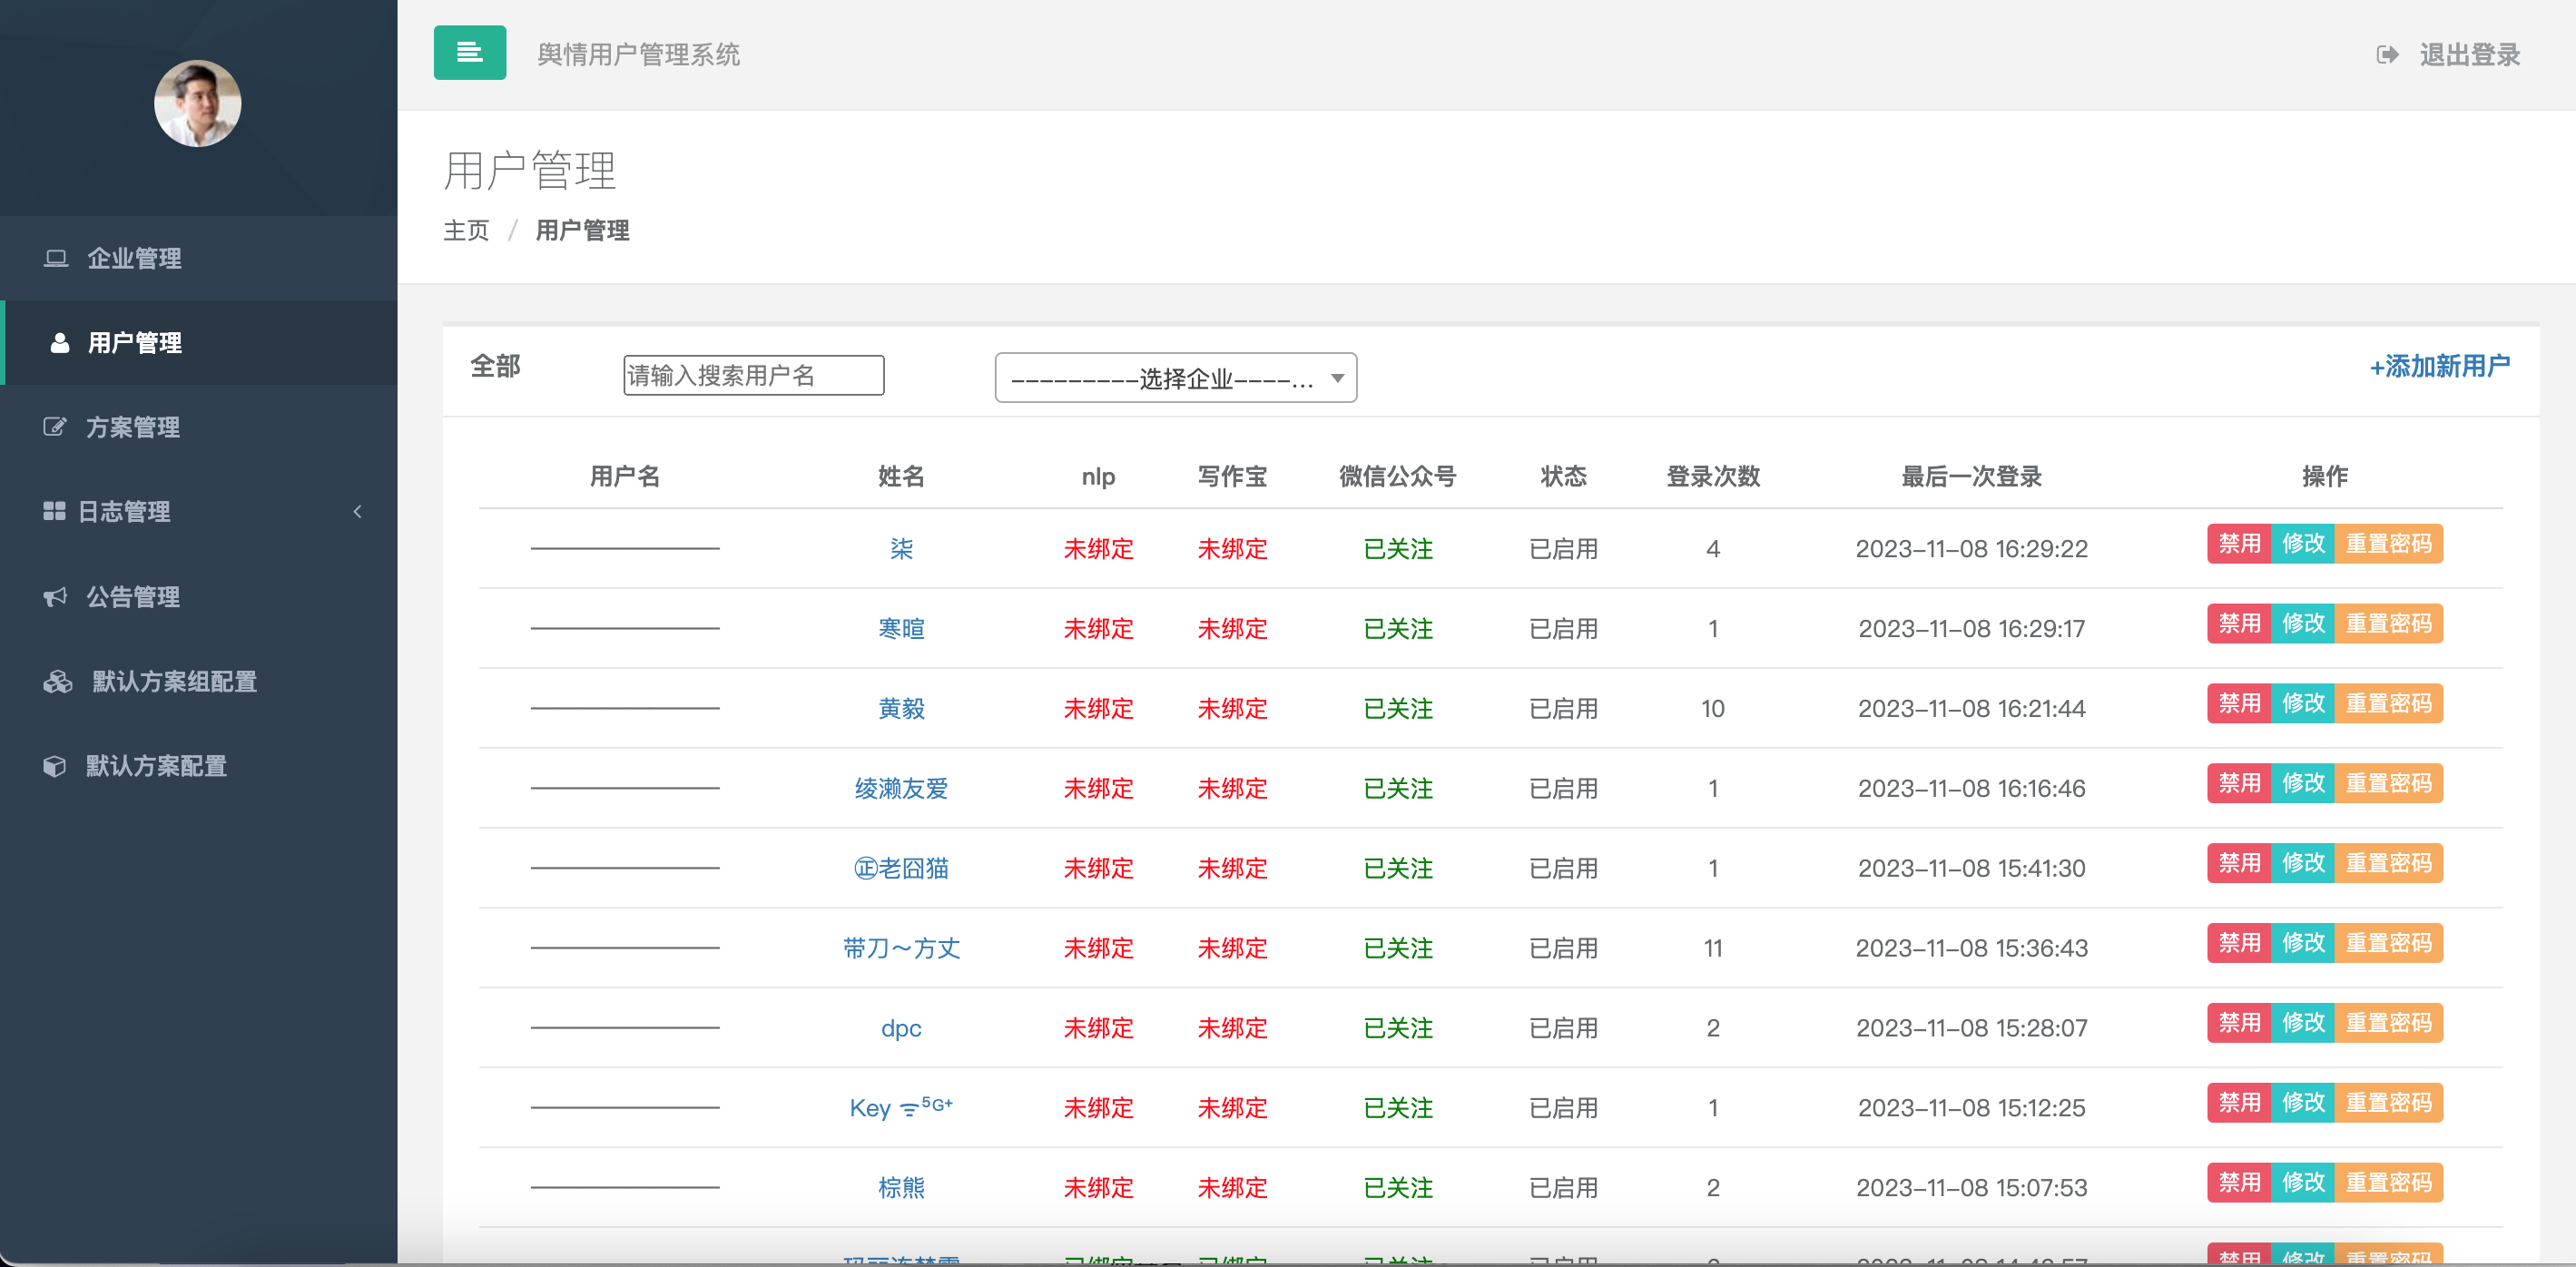 舆情用户管理系统
退出登录
用户管理
主页 / 用户管理
企业管理
用户管理
方案管理
日志管理
公告管理
默认方案组配置
默认方案配置
全部 请输入搜索用户名 ---------选择企业----... +添加新用户
用户名 姓名 nlp 写作宝 微信公众号 状态 登录次数 最后一次登录 操作
柒 未绑定 未绑定 已关注 已启用 4 2023-11-08 16:29:22 禁用 修改 重置密码
寒暄 未绑定 未绑定 已关注 已启用 1 2023-11-08 16:29:17 禁用 修改 重置密码
黄毅 未绑定 未绑定 已关注 已启用 10 2023-11-08 16:21:44 禁用 修改 重置密码
绫濑友爱 未绑定 未绑定 已关注 已启用 1 2023-11-08 16:16:46 禁用 修改 重置密码
㊣老囧猫 未绑定 未绑定 已关注 已启用 1 2023-11-08 15:41:30 禁用 修改 重置密码
带刀～方丈 未绑定 未绑定 已关注 已启用 11 2023-11-08 15:36:43 禁用 修改 重置密码
dpc 未绑定 未绑定 已关注 已启用 2 2023-11-08 15:28:07 禁用 修改 重置密码
Key ⁵ᴳ⁺ 未绑定 未绑定 已关注 已启用 1 2023-11-08 15:12:25 禁用 修改 重置密码
棕熊 未绑定 未绑定 已关注 已启用 2 2023-11-08 15:07:53 禁用 修改 重置密码
已绑定 已绑定 已关注 已启用 禁用 修改 重置密码